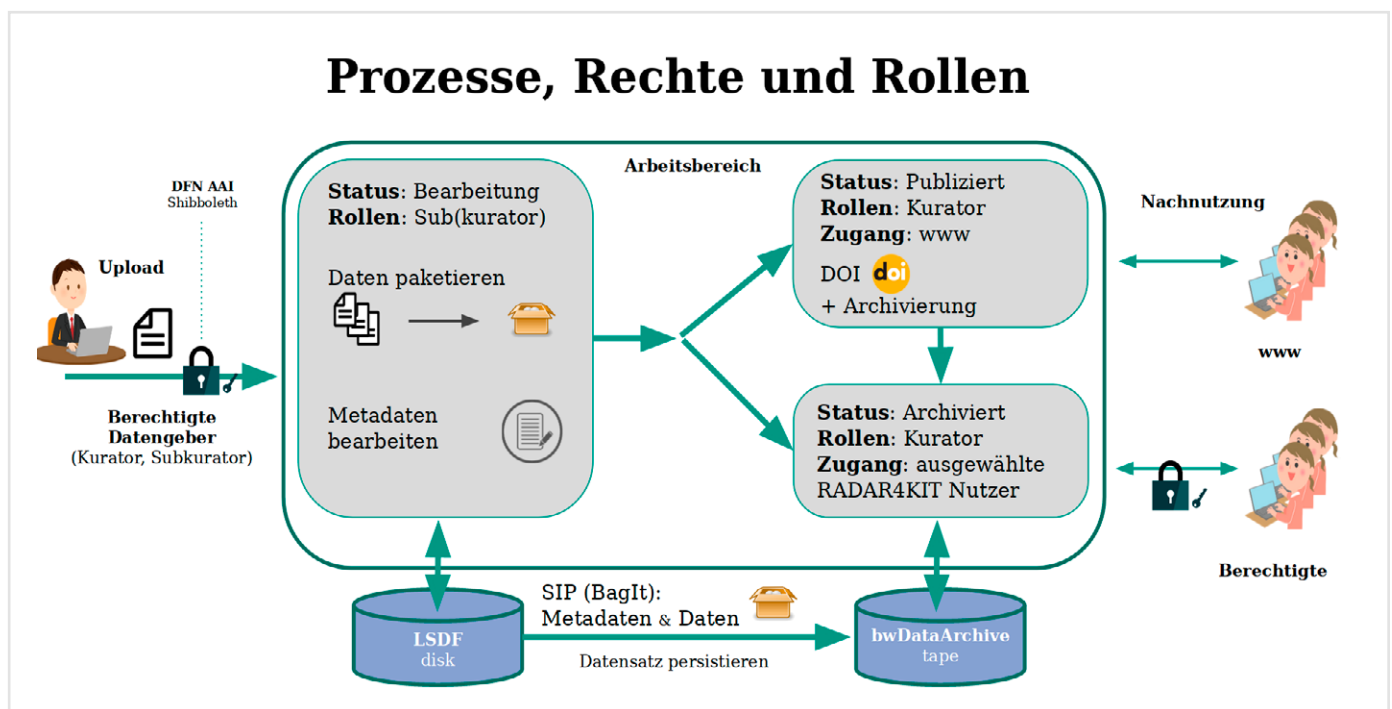 Prozesse, Rechte und Rollen
DFN AAI
Shibboleth
Upload
Berechtigte
Datengeber
(Kurator, Subkurator)
Arbeitsbereich
Status: Bearbeitung
Rollen: Sub(kurator)
Daten paketieren
Metadaten
bearbeiten
Status: Publiziert
Rollen: Kurator
Zugang: www
DOI doi
+ Archivierung
Status: Archiviert
Rollen: Kurator
Zugang: ausgewählte
RADAR4KIT Nutzer
Nachnutzung
www
Berechtigte
LSDF
disk
SIP (BagIt):
Metadaten & Daten
Datensatz persistieren
bwDataArchive
tape